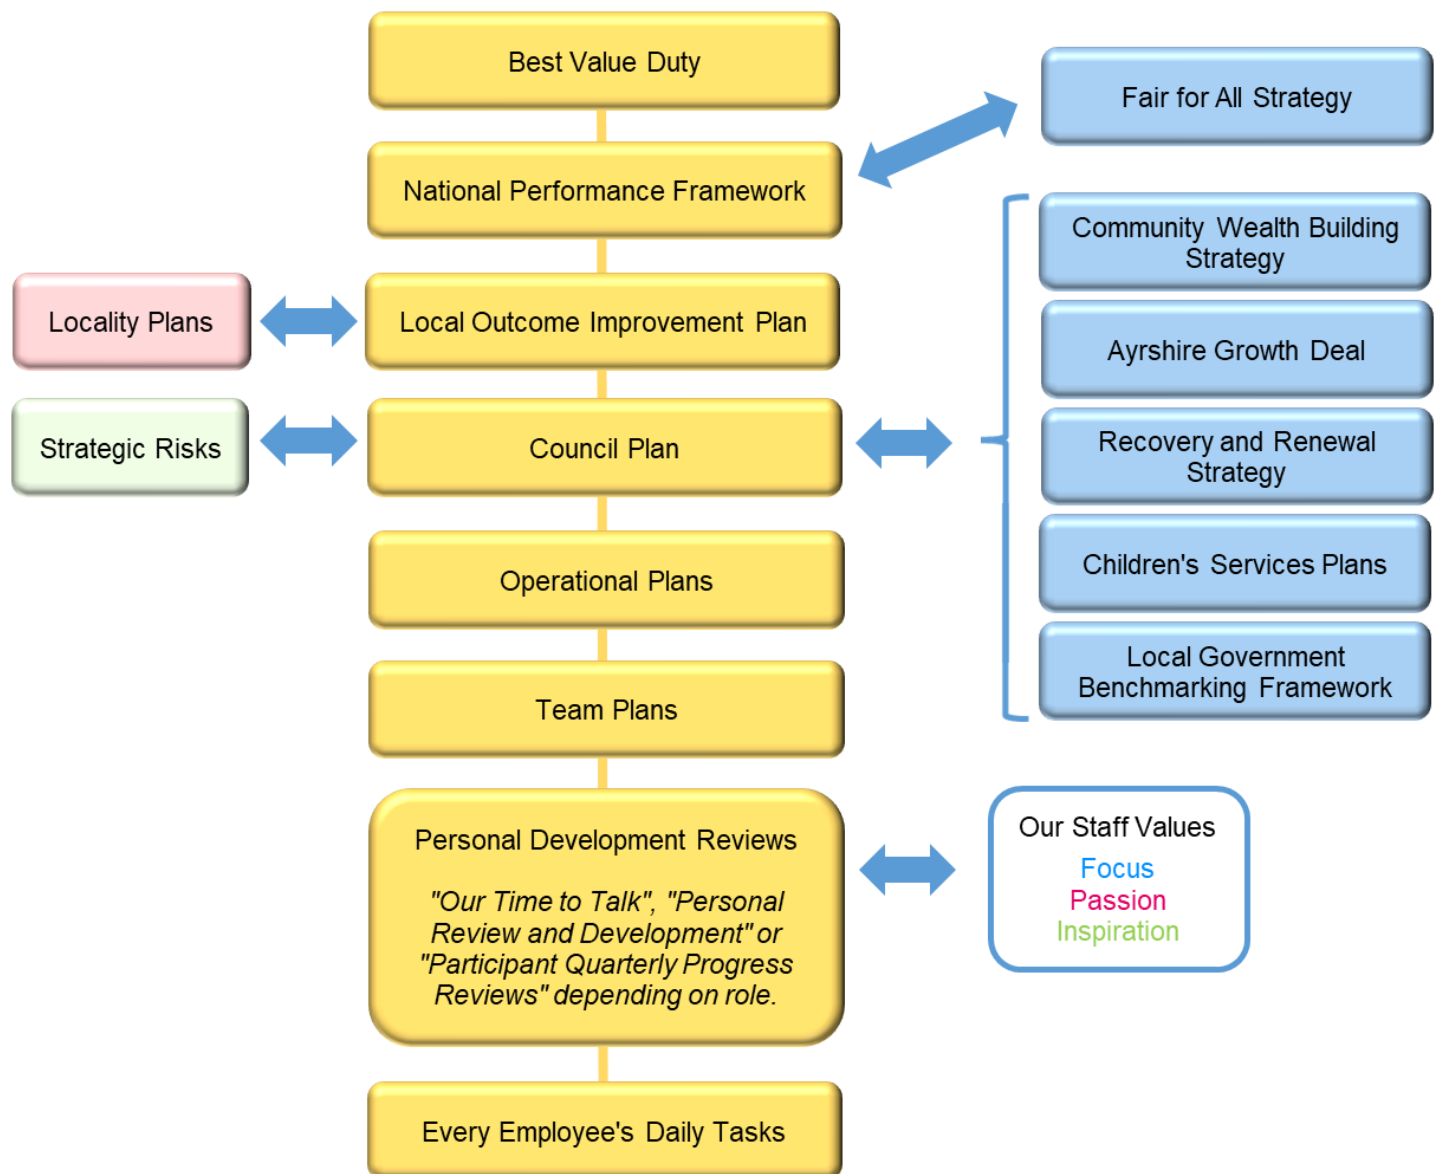 Best Value Duty
Fair for All Strategy
National Performance Framework
Community Wealth Building
Strategy
Locality Plans
Local Outcome Improvement Plan
Ayrshire Growth Deal
Strategic Risks
Council Plan
Recovery and Renewal
Strategy
Operational Plans
Children's Services Plans
Local Government
Benchmarking Framework
Team Plans
Personal Development Reviews
"Our Time to Talk", "Personal
Review and Development" or
"Participant Quarterly Progress
Reviews" depending on role.
Our Staff Values
Focus
Passion
Inspiration
Every Employee's Daily Tasks